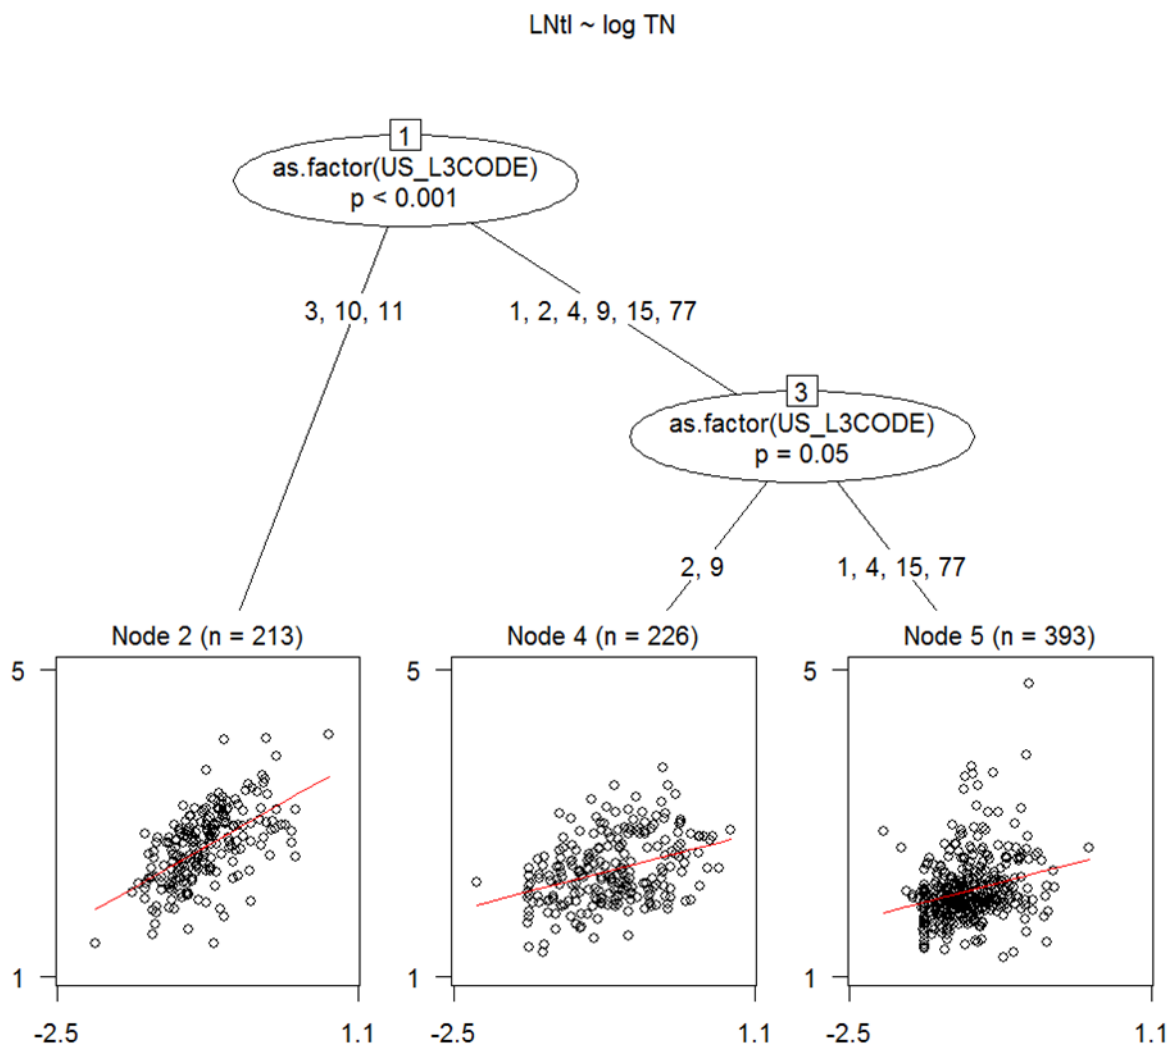 LNtl ~ log TN
1
as.factor(US_L3CODE)
p < 0.001
3, 10, 11
1, 2, 4, 9, 15, 77
3
as.factor(US_L3CODE)
p = 0.05
2, 9
1, 4, 15, 77
Node 2 (n = 213)
Node 4 (n = 226)
Node 5 (n = 393)
5
5
5
1
1
1
-2.5
1.1
-2.5
1.1
-2.5
1.1